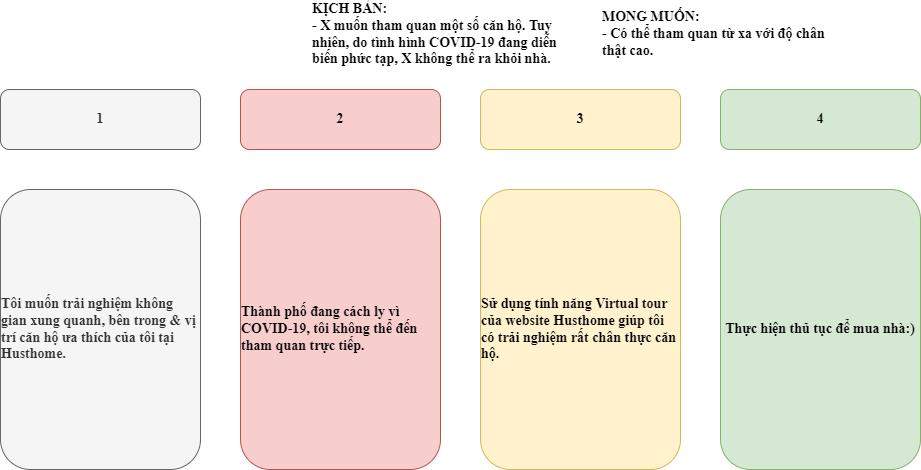 KỊCH BẢN:
- X muốn tham quan một số căn hộ. Tuy
nhiên, do tình hình COVID-19 đang diễn
biến phức tạp, X không thể ra khỏi nhà.
MONG MUỐN:
- Có thể tham quan từ xa với độ chân
thật cao.
1
2
3
4
Tôi muốn trải nghiệm không
gian xung quanh, bên trong & vị
trí căn hộ ưa thích của tôi tại
Husthome.
Thành phố đang cách ly vì
COVID-19, tôi không thể đến
tham quan trực tiếp.
Sử dụng tính năng Virtual tour
của website Husthome giúp tôi
có trải nghiệm rất chân thực căn
hộ.
Thực hiện thủ tục để mua nhà:)